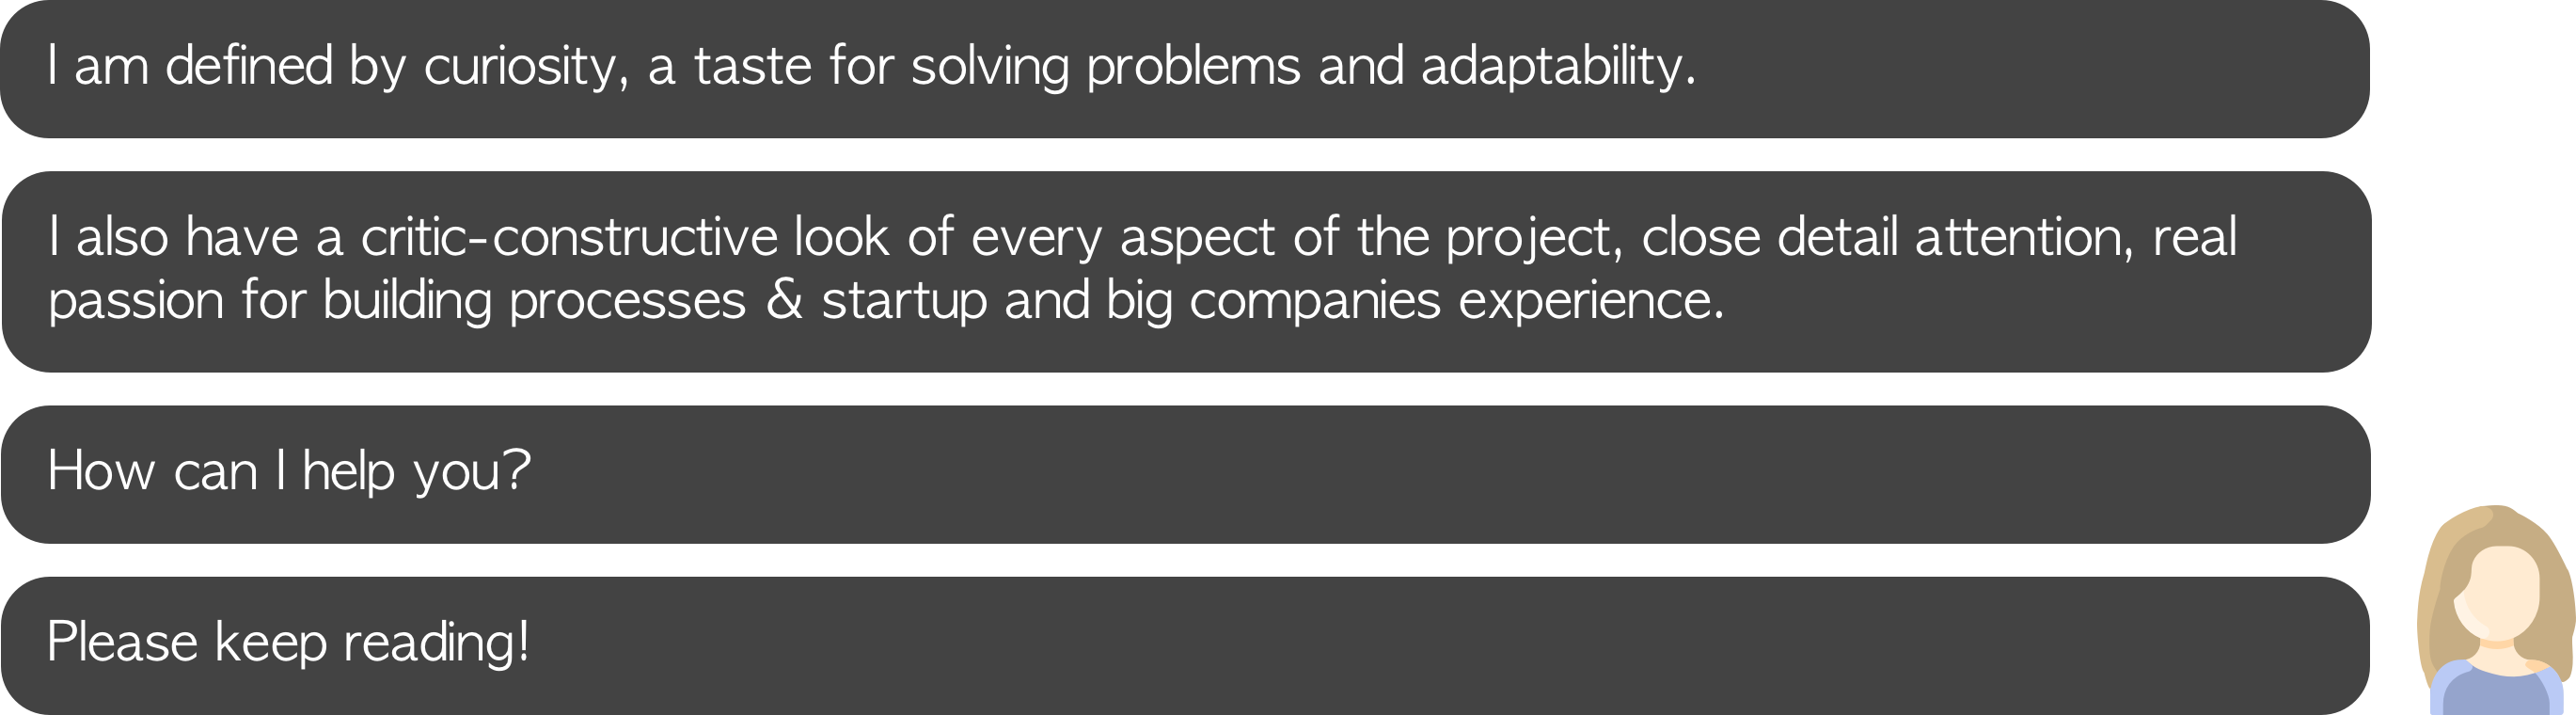 I am defined by curiosity, a taste for solving problems and adaptability.
I also have a critic-constructive look of every aspect of the project, close detail attention, real
passion for building processes & startup and big companies experience.
How can I help you?
Please keep reading!